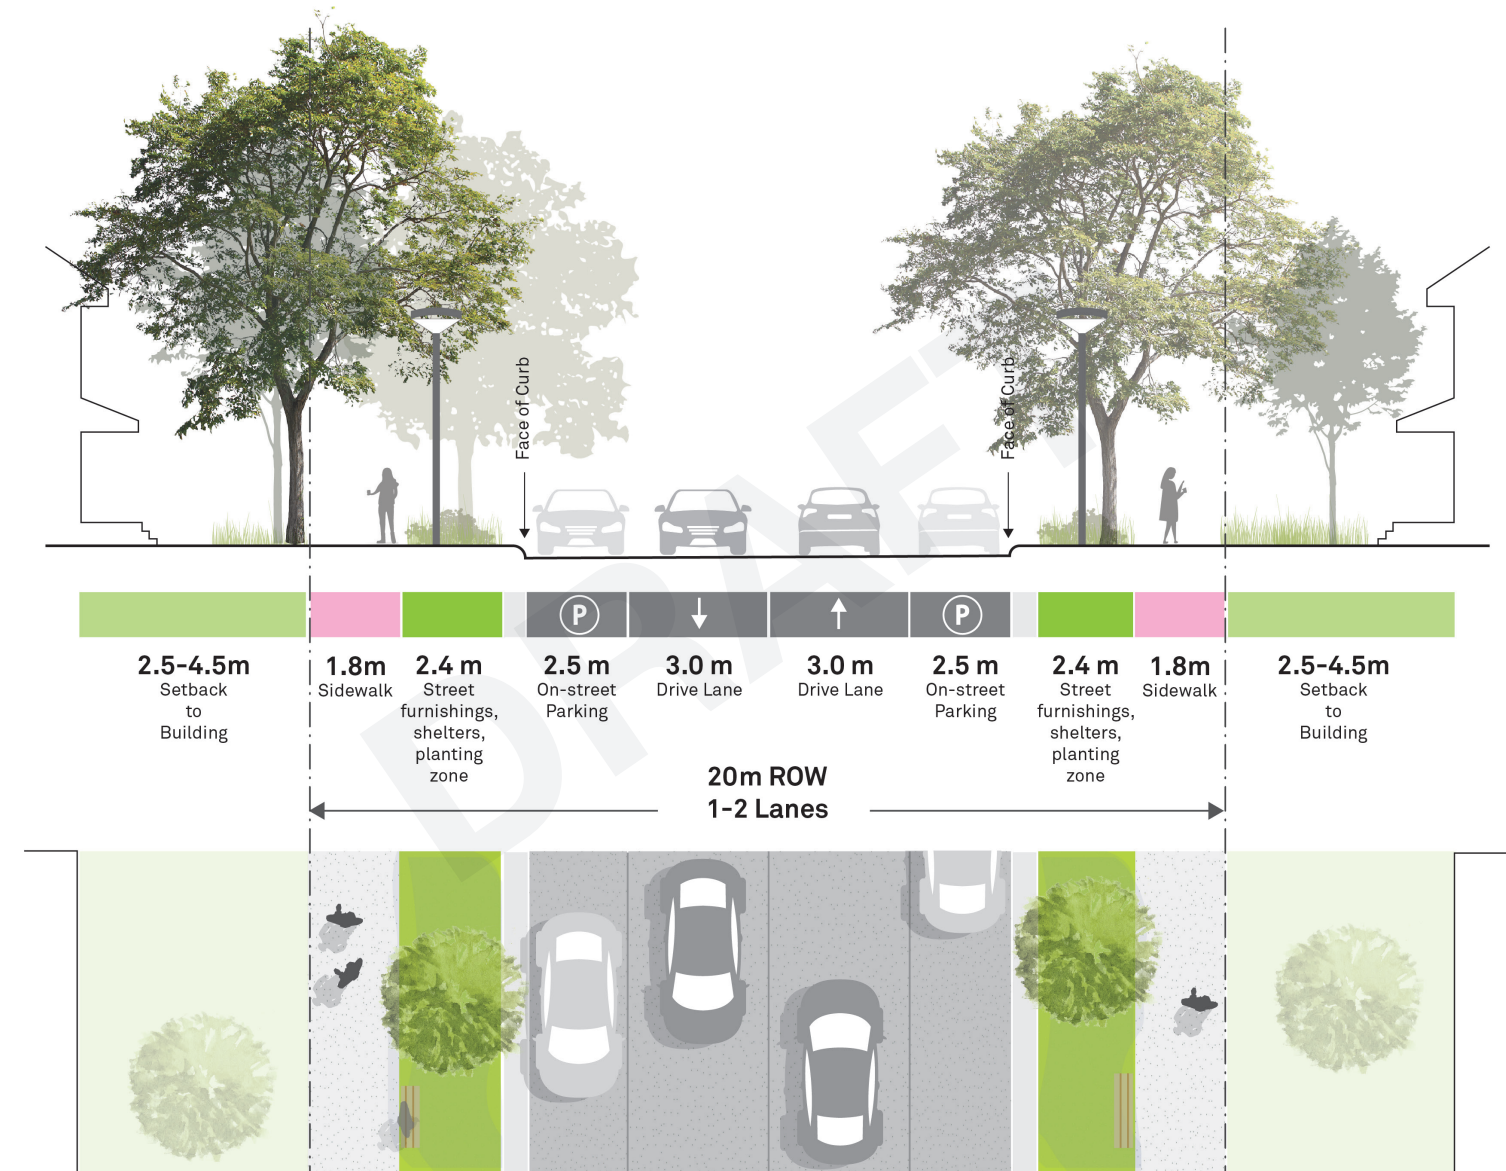 Face of Curb
Face of Curb
P
P
2.5-4.5m
Setback
to
Building
1.8m
Sidewalk
2.4 m
Street
furnishings,
shelters,
planting
zone
2.5 m
On-street
Parking
3.0 m
Drive Lane
3.0 m
Drive Lane
2.5 m
On-street
Parking
2.4 m
Street
furnishings,
shelters,
planting
zone
1.8m
Sidewalk
2.5-4.5m
Setback
to
Building
20m ROW
1-2 Lanes
DRAFT